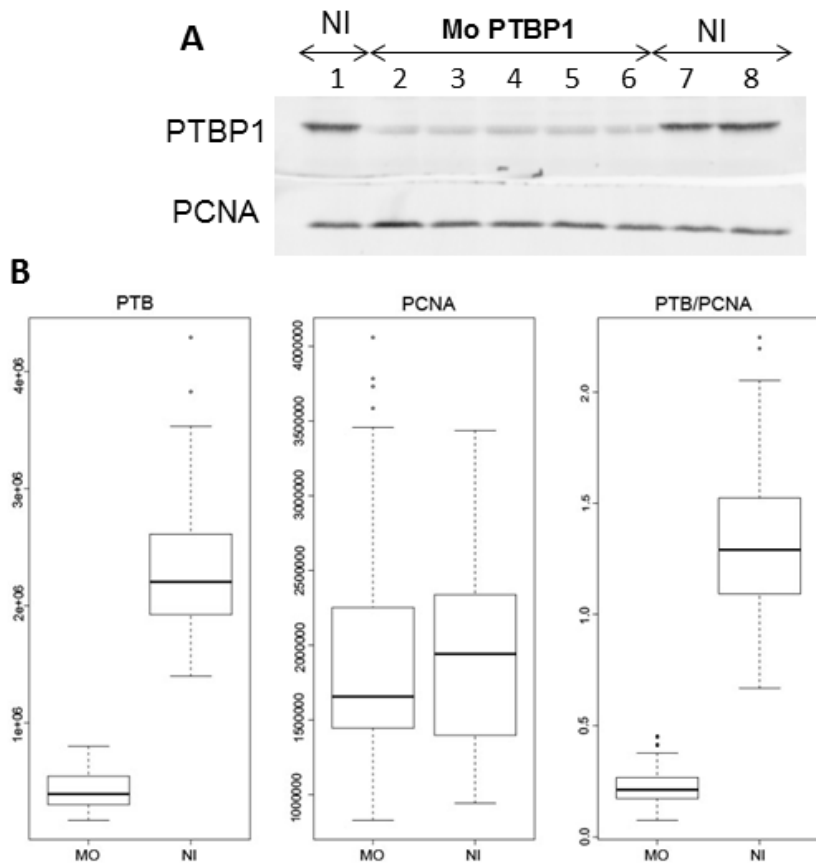 A
NI Mo PTBP1 NI
1 2 3 4 5 6 7 8
PTBP1
PCNA
B
PTB
4e+06
3e+06
2e+06
1e+06
MO NI
PCNA
4000000
3500000
3000000
2500000
2000000
1500000
1000000
MO NI
PTB/PCNA
2.0
1.5
1.0
0.5
0.0
MO NI